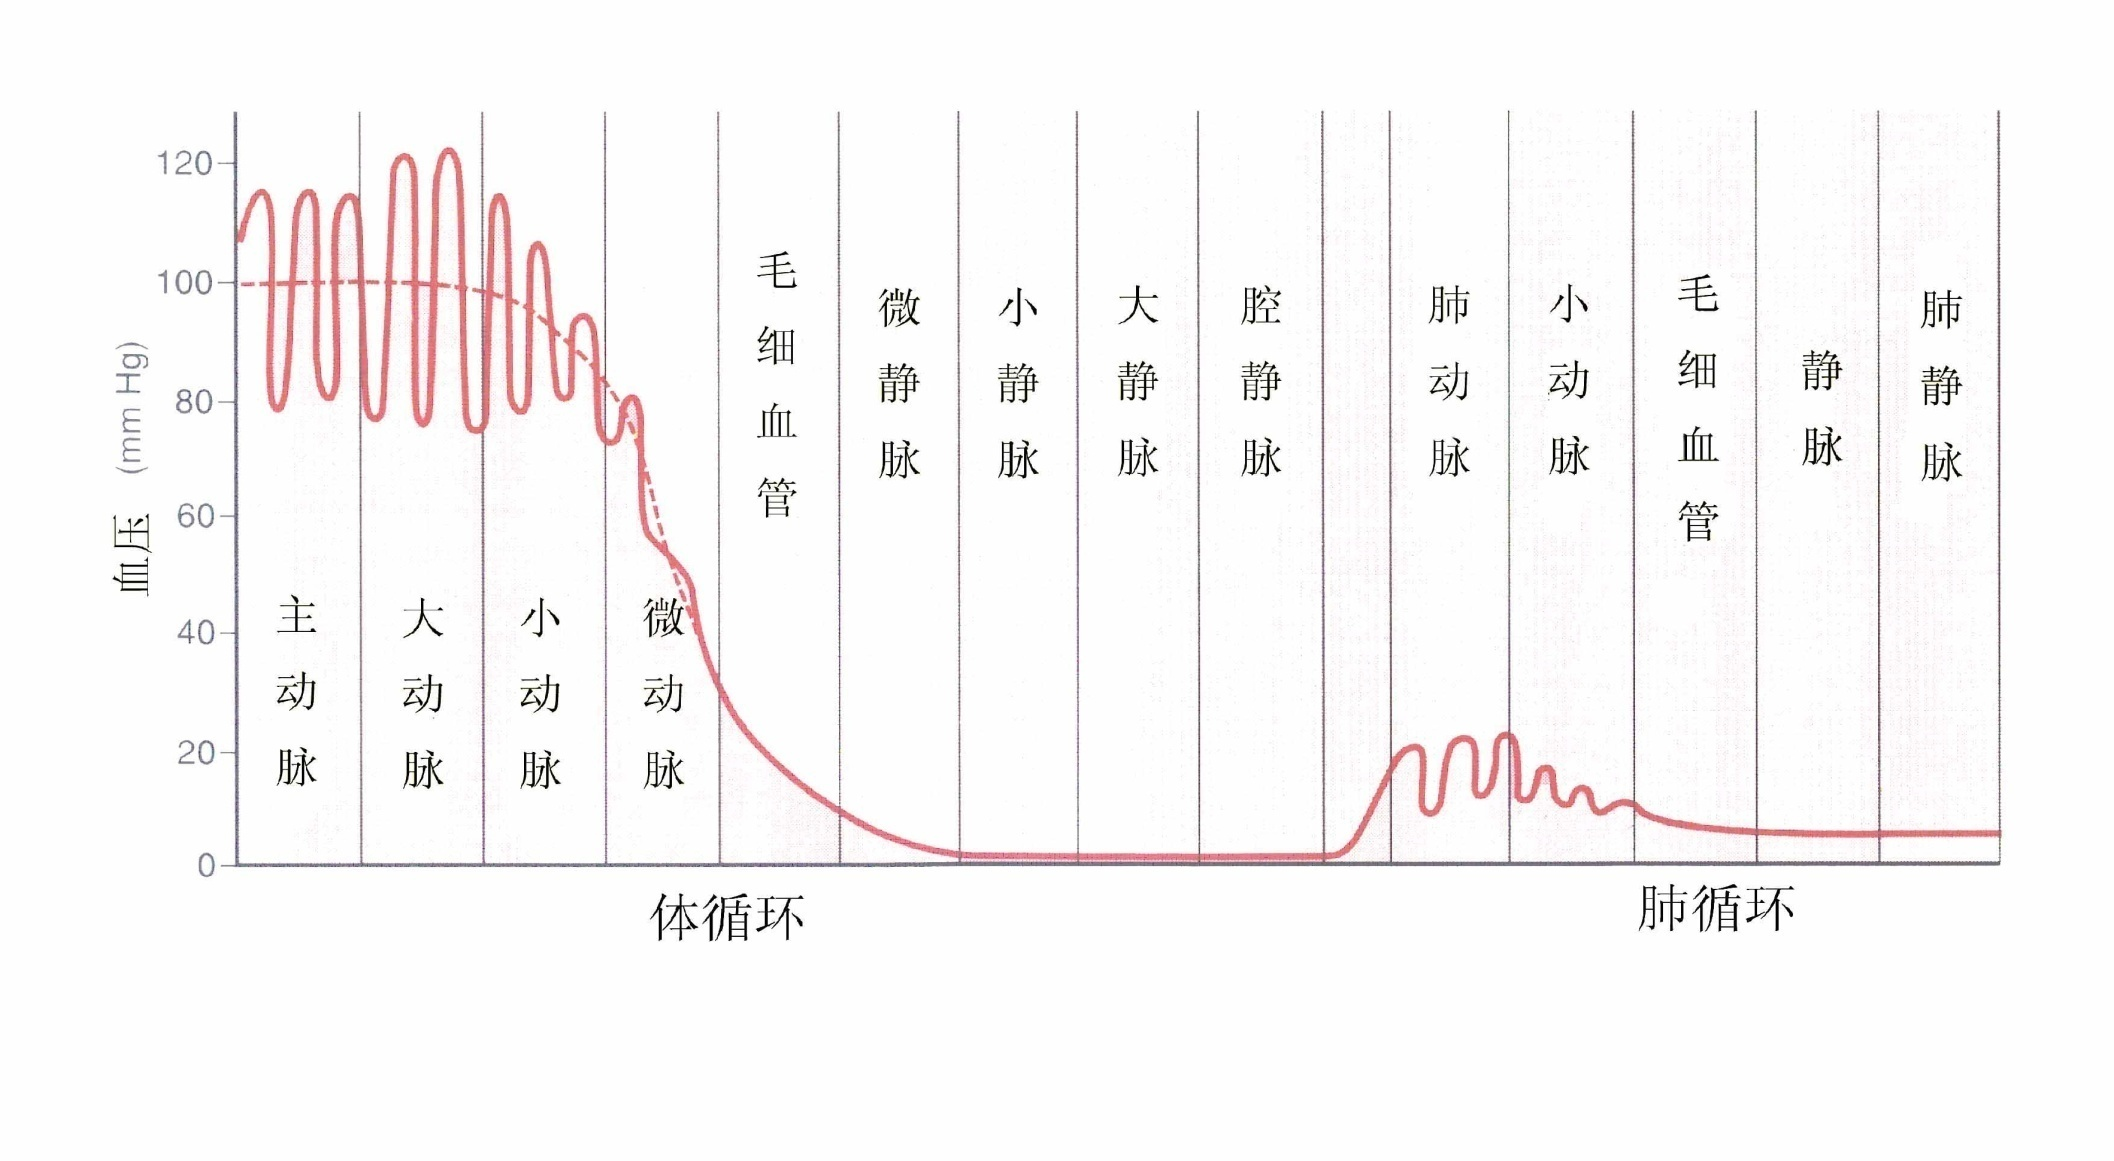 120
100
80
60
40
20
0
血压 (mm Hg)
主动脉
大动脉
小动脉
微动脉
毛细血管
微静脉
小静脉
大静脉
腔静脉
肺动脉
小动脉
毛细血管
静脉
肺静脉
体循环
肺循环